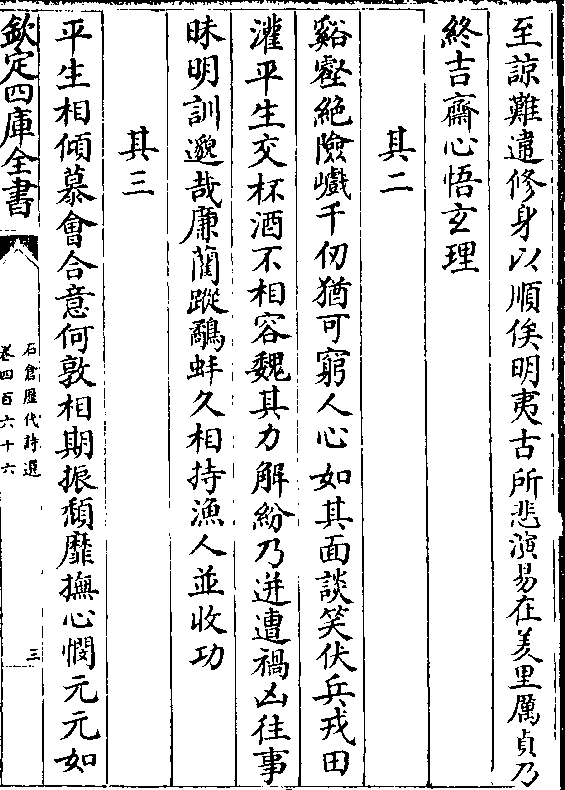 至諒難違修身以順俟明夷古所悲演易在羑里厲貞乃
終吉齋心悟玄理
其二
谿壑絶險巇千仞猶可窮人心如其面談笑伏兵戎田
灌平生交杯酒不相容魏其力解紛乃迸遭禍凶往事
昧明訓邈哉廉藺蹤鷸蚌久相持漁人並收功
其三
平生相傾慕會合意何敦相期振頽靡撫心憫元元如
欽定四庫全書
石倉歴代詩選
卷四百六十六
三